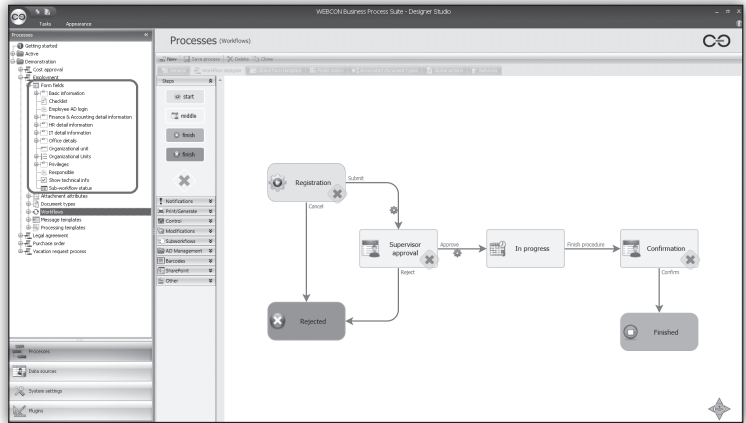 WEBCON Business Process Suite - Designer Studio
Tasks Appearance
Processes
Getting started
Active
Demonstration
Cost approval
Employment
Form fields
Basic information
Checklist
Employee AD login
Finance & Accounting detail information
HR detail information
IT detail information
Office details
Organizational unit
Organizational Units
Privileges
Responsible
Show technical info
Sub-workflow status
Attachment attributes
Document types
Workflows
Message templates
Processing templates
Legal agreement
Purchase order
Vacation request process
Processes
Data sources
System settings
Plugins
Processes (Workflows)
New Save process Delete Clone
Steps
start
middle
finish
finish
Notifications
Print/Generate
Control
Modifications
Subworkflows
AD Management
Barcodes
SharePoint
Other
Registration
Submit
Cancel
Supervisor
approval
Approve
Reject
In progress
Finish procedure
Confirmation
Confirm
Rejected
Finished